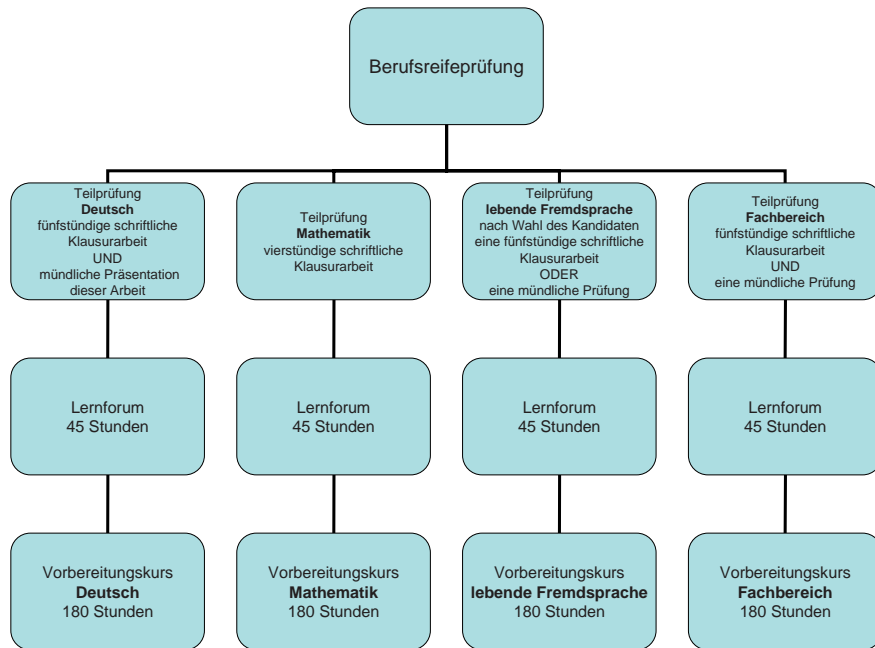 Berufsreifeprüfung
Teilprüfung
Deutsch
fünfstündige schriftliche
Klausurarbeit
UND
mündliche Präsentation
dieser Arbeit
Teilprüfung
Mathematik
vierstündige schriftliche
Klausurarbeit
Teilprüfung
lebende Fremdsprache
nach Wahl des Kandidaten
eine fünfstündige schriftliche
Klausurarbeit
ODER
eine mündliche Prüfung
Teilprüfung
Fachbereich
fünfstündige schriftliche
Klausurarbeit
UND
eine mündliche Prüfung
Lernforum
45 Stunden
Lernforum
45 Stunden
Lernforum
45 Stunden
Lernforum
45 Stunden
Vorbereitungskurs
Deutsch
180 Stunden
Vorbereitungskurs
Mathematik
180 Stunden
Vorbereitungskurs
lebende Fremdsprache
180 Stunden
Vorbereitungskurs
Fachbereich
180 Stunden